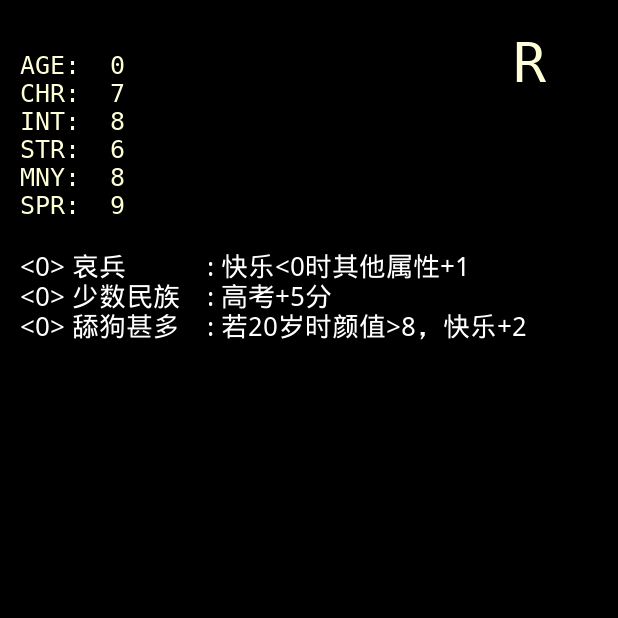 R
AGE: 0
CHR: 7
INT: 8
STR: 6
MNY: 8
SPR: 9
<0> 哀兵 : 快乐<0时其他属性+1
<0> 少数民族 : 高考+5分
<0> 舔狗甚多 : 若20岁时颜值>8，快乐+2